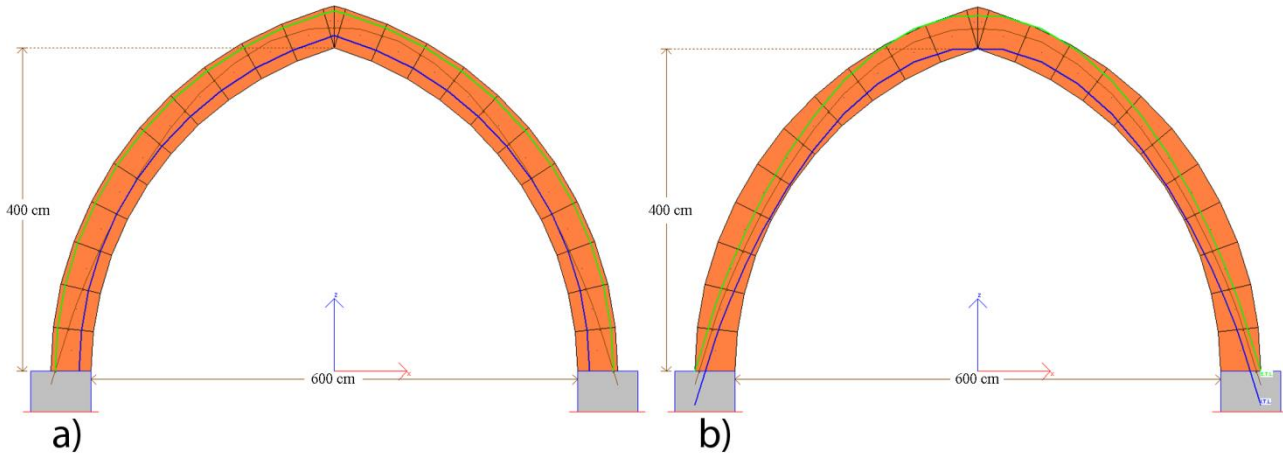 400 cm
z
x
600 cm
a)
400 cm
z
x
600 cm
S.T.L.
I.T.L.
b)